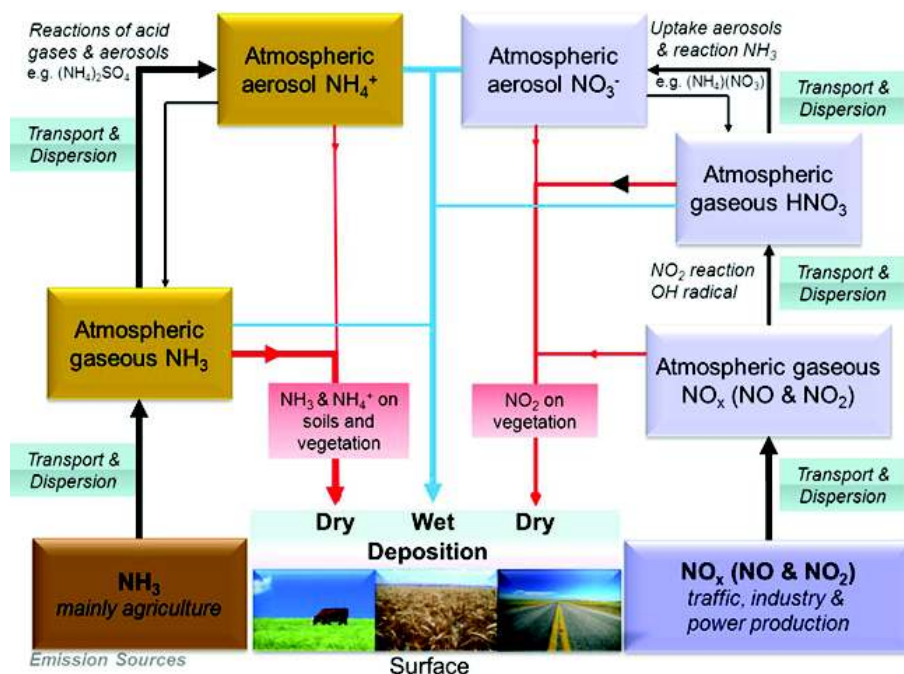 Reactions of acid
gases & aerosols
e.g. (NH₄)₂SO₄
Atmospheric
aerosol NH₄⁺
Atmospheric
aerosol NO₃⁻
Uptake aerosols
& reaction NH₃
e.g. (NH₄)(NO₃)
Transport &
Dispersion
Transport &
Dispersion
Atmospheric
gaseous HNO₃
NO₂ reaction
OH radical
Transport &
Dispersion
Atmospheric
gaseous NH₃
Atmospheric gaseous
NOₓ (NO & NO₂)
NH₃ & NH₄⁺ on
soils and
vegetation
NO₂ on
vegetation
Transport &
Dispersion
Transport &
Dispersion
Dry Wet Dry
Deposition
NH₃
mainly agriculture
NOₓ (NO & NO₂)
traffic, industry &
power production
Emission Sources
Surface